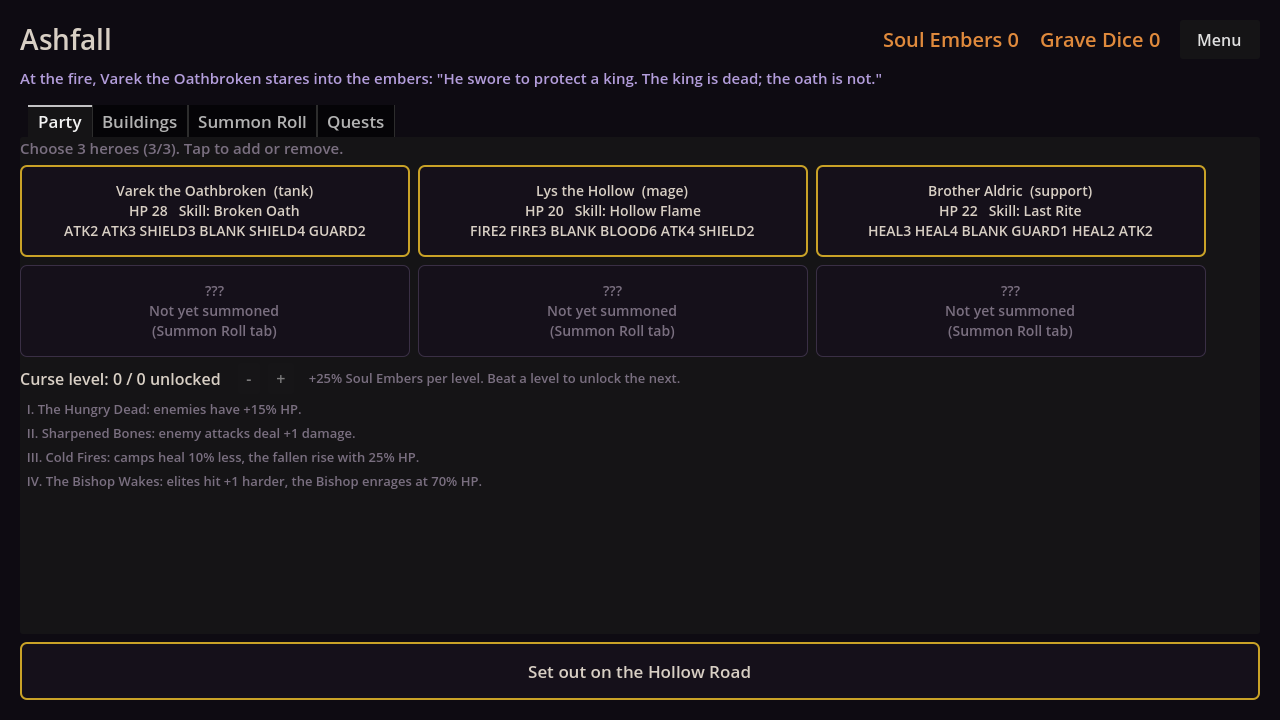 Ashfall
Soul Embers 0 Grave Dice 0 Menu
At the fire, Varek the Oathbroken stares into the embers: "He swore to protect a king. The king is dead; the oath is not."
Party Buildings Summon Roll Quests
Choose 3 heroes (3/3). Tap to add or remove.
Varek the Oathbroken (tank)
HP 28 Skill: Broken Oath
ATK2 ATK3 SHIELD3 BLANK SHIELD4 GUARD2
Lys the Hollow (mage)
HP 20 Skill: Hollow Flame
FIRE2 FIRE3 BLANK BLOOD6 ATK4 SHIELD2
Brother Aldric (support)
HP 22 Skill: Last Rite
HEAL3 HEAL4 BLANK GUARD1 HEAL2 ATK2
???
Not yet summoned
(Summon Roll tab)
???
Not yet summoned
(Summon Roll tab)
???
Not yet summoned
(Summon Roll tab)
Curse level: 0 / 0 unlocked - + +25% Soul Embers per level. Beat a level to unlock the next.
I. The Hungry Dead: enemies have +15% HP.
II. Sharpened Bones: enemy attacks deal +1 damage.
III. Cold Fires: camps heal 10% less, the fallen rise with 25% HP.
IV. The Bishop Wakes: elites hit +1 harder, the Bishop enrages at 70% HP.
Set out on the Hollow Road